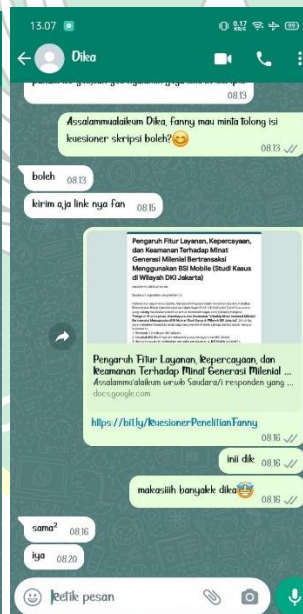 13.07
Dika
08.13
Assalammualaikum Dika, fanny mau minta tolong isi
kuesioner skripsi boleh?
08.13
boleh 08.13
kirim aja link nya fan 08.15
Pengaruh Fitur Layanan, Kepercayaan,
dan Keamanan Terhadap Minat
Generasi Milenial Bertransaksi
Menggunakan BSI Mobile (Studi Kasus
di Wilayah DKI Jakarta)
Pengaruh Fitur Layanan, Kepercayaan, dan
Keamanan Terhadap Minat Generasi Milenial ...
Assalammu'alaikum wr.wb Saudara/i responden yang ...
docs.google.com
https://bit.ly/KuesionerPenelitianFanny
08.16
inii dik 08.16
makasiiih banyakk dika 08.16
sama² 08.16
iya 08.20
Ketik pesan